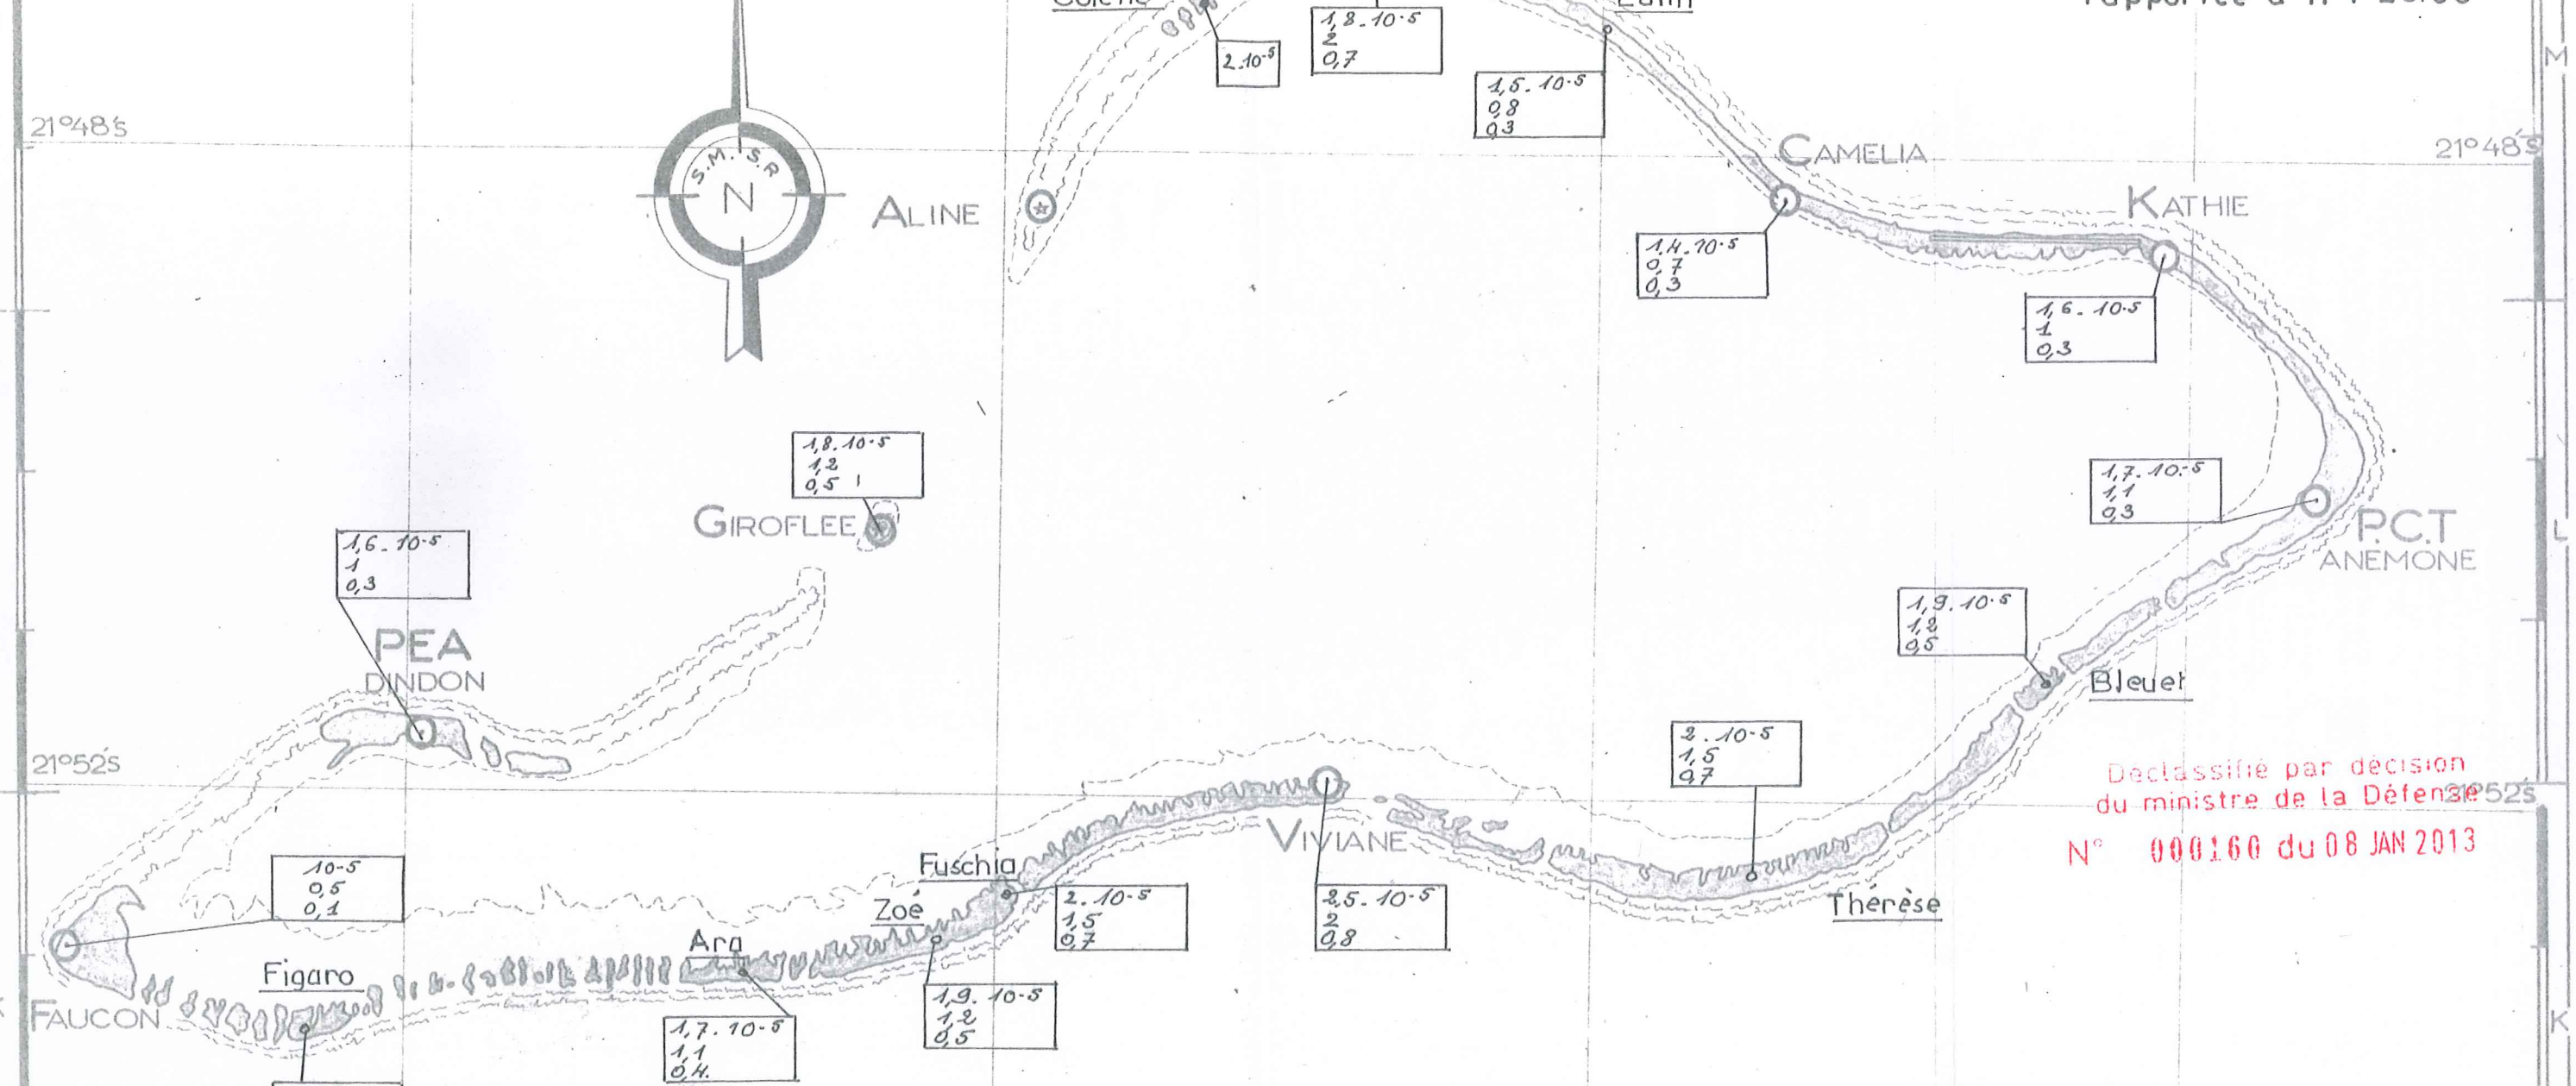 1,8.10-5
2
0,7
2.10-5
1,5.10-5
0,8
0,3
21°48's
21°48's
M
S.M.S.R
N
CAMELIA
ALINE
KATHIE
1,4.10-5
0,7
0,3
1,6.10-5
1
0,3
1,8.10-5
1,2
0,5
GIROFLEE
1,7.10-5
1,1
0,3
P.C.T
ANEMONE
L
1,6.10-5
1
0,3
PEA
DINDON
1,9.10-5
1,2
0,5
Bleuet
21°52's
2.10-5
1,5
0,7
Declassifié par décision
du ministre de la Défense
21°52's
N° 000160 du 08 JAN 2013
VIVIANE
Fuschia
10-5
0,5
0,1
Zoé
2.10-5
1,5
0,7
2,5.10-5
2
0,8
Thérèse
Ara
Figaro
FAUCON
1,9.10-5
1,2
0,5
1,7.10-5
1,1
0,4
K